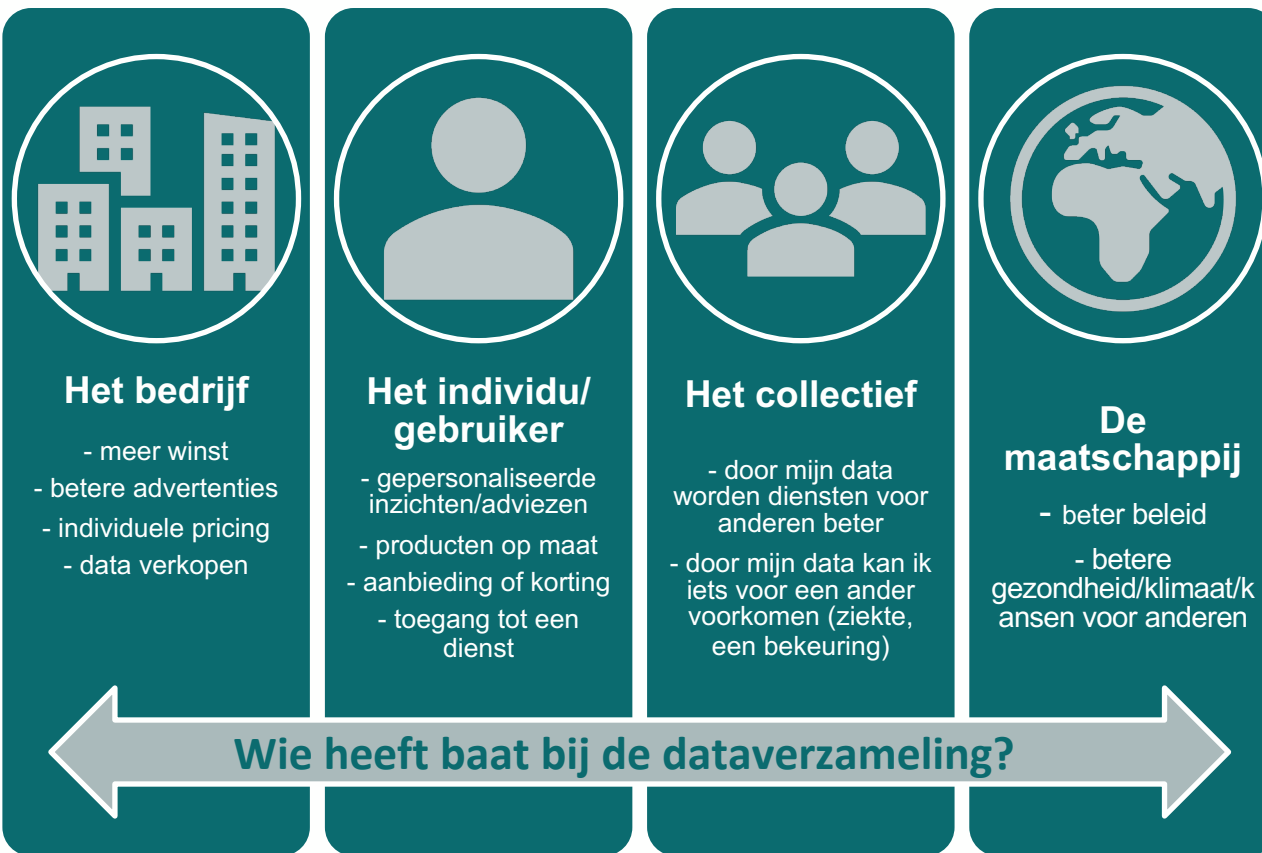 Het bedrijf
- meer winst
- betere advertenties
- individuele pricing
- data verkopen
Het individu/
gebruiker
- gepersonaliseerde
inzichten/adviezen
- producten op maat
- aanbieding of korting
- toegang tot een
dienst
Het collectief
- door mijn data
worden diensten voor
anderen beter
- door mijn data kan ik
iets voor een ander
voorkomen (ziekte,
een bekeuring)
De
maatschappij
- beter beleid
- betere
gezondheid/klimaat/k
ansen voor anderen
Wie heeft baat bij de dataverzameling?